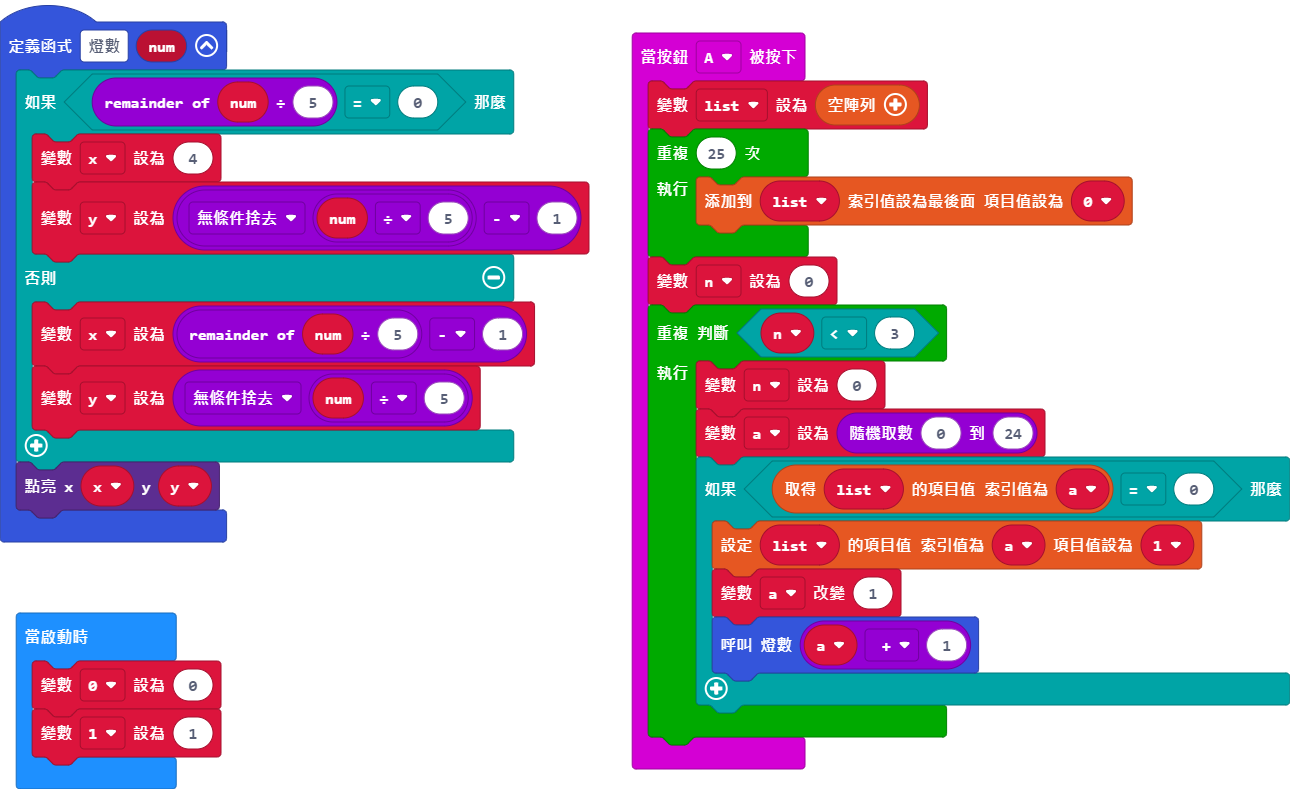 定義函式 燈數 num
如果 remainder of num ÷ 5 = 0 那麼
變數 x 設為 4
變數 y 設為 無條件捨去 num ÷ 5 - 1
否則
變數 x 設為 remainder of num ÷ 5 - 1
變數 y 設為 無條件捨去 num ÷ 5
點亮 x x y y
當啟動時
變數 0 設為 0
變數 1 設為 1
當按鈕 A 被按下
變數 list 設為 空陣列
重複 25 次
執行 添加到 list 索引值設為最後面 項目值設為 0
變數 n 設為 0
重複 判斷 n < 3
執行 變數 n 設為 0
變數 a 設為 隨機取數 0 到 24
如果 取得 list 的項目值 索引值為 a = 0 那麼
設定 list 的項目值 索引值為 a 項目值設為 1
變數 a 改變 1
呼叫 燈數 a + 1